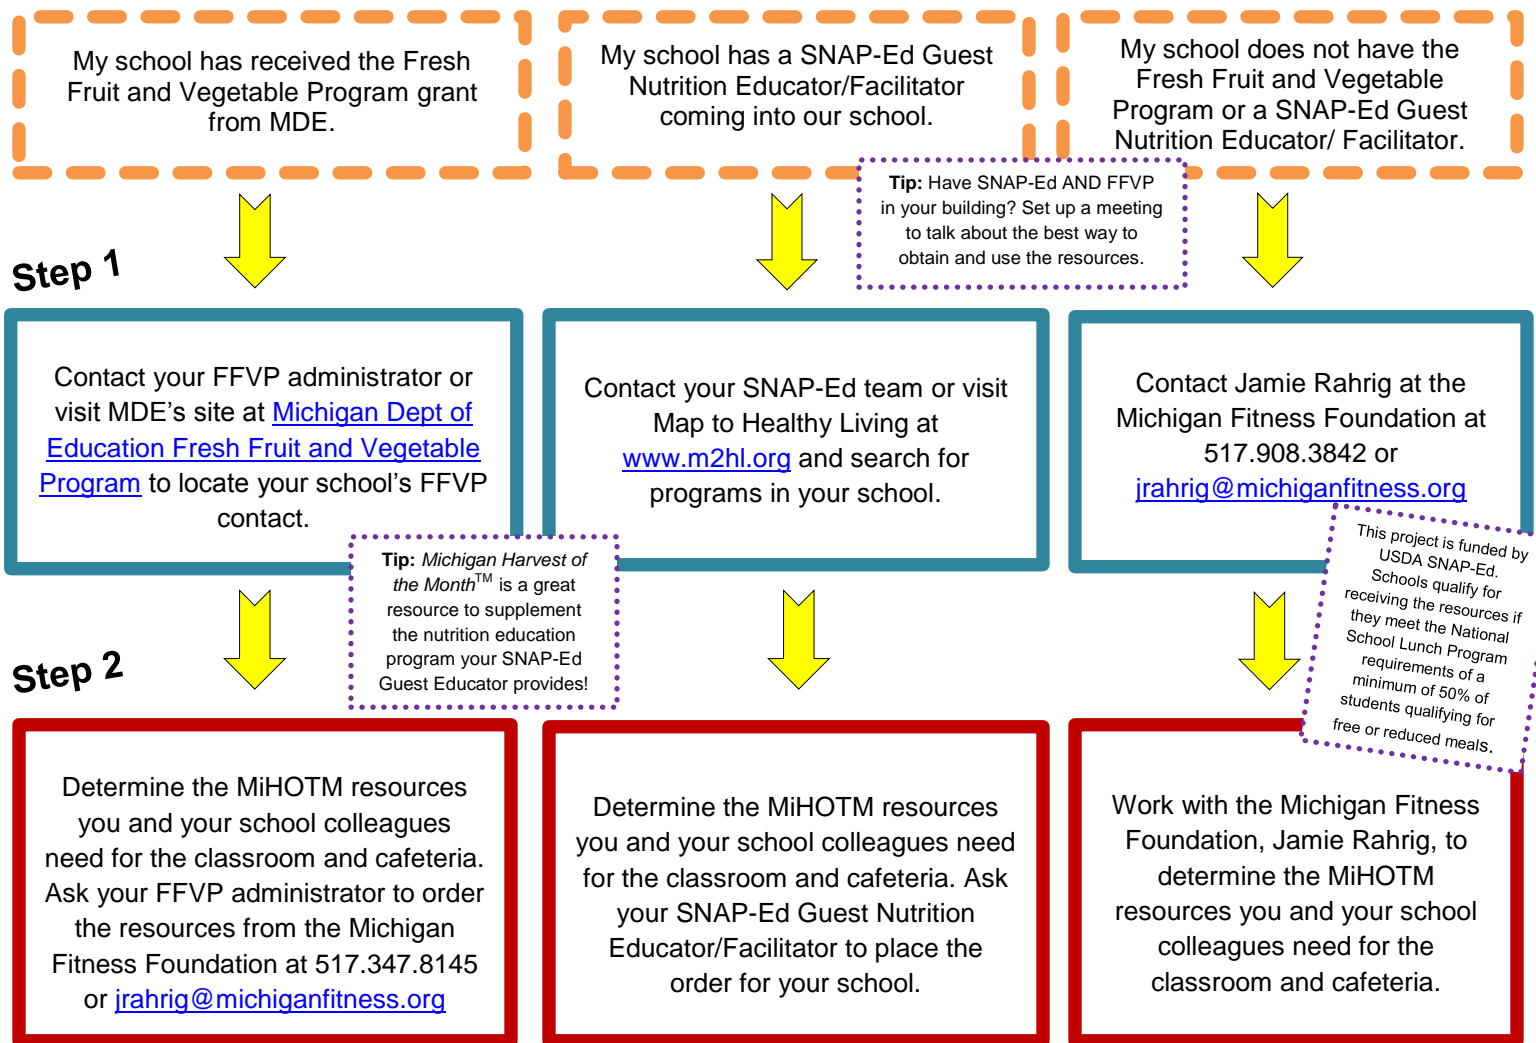 My school has received the Fresh
Fruit and Vegetable Program grant
from MDE.
My school has a SNAP-Ed Guest
Nutrition Educator/Facilitator
coming into our school.
My school does not have the
Fresh Fruit and Vegetable
Program or a SNAP-Ed Guest
Nutrition Educator/ Facilitator.
Tip: Have SNAP-Ed AND FFVP
in your building? Set up a meeting
to talk about the best way to
obtain and use the resources.
Step 1
Contact your FFVP administrator or
visit MDE’s site at Michigan Dept of
Education Fresh Fruit and Vegetable
Program to locate your school’s FFVP
contact.
Contact your SNAP-Ed team or visit
Map to Healthy Living at
www.m2hl.org and search for
programs in your school.
Contact Jamie Rahrig at the
Michigan Fitness Foundation at
517.908.3842 or
jrahrig@michiganfitness.org
Tip: Michigan Harvest of
the Month™ is a great
resource to supplement
the nutrition education
program your SNAP-Ed
Guest Educator provides!
This project is funded by
USDA SNAP-Ed.
Schools qualify for
receiving the resources if
they meet the National
School Lunch Program
requirements of a
minimum of 50% of
students qualifying for
free or reduced meals.
Step 2
Determine the MiHOTM resources
you and your school colleagues
need for the classroom and cafeteria.
Ask your FFVP administrator to order
the resources from the Michigan
Fitness Foundation at 517.347.8145
or jrahrig@michiganfitness.org
Determine the MiHOTM resources
you and your school colleagues need
for the classroom and cafeteria. Ask
your SNAP-Ed Guest Nutrition
Educator/Facilitator to place the
order for your school.
Work with the Michigan Fitness
Foundation, Jamie Rahrig, to
determine the MiHOTM
resources you and your school
colleagues need for the
classroom and cafeteria.